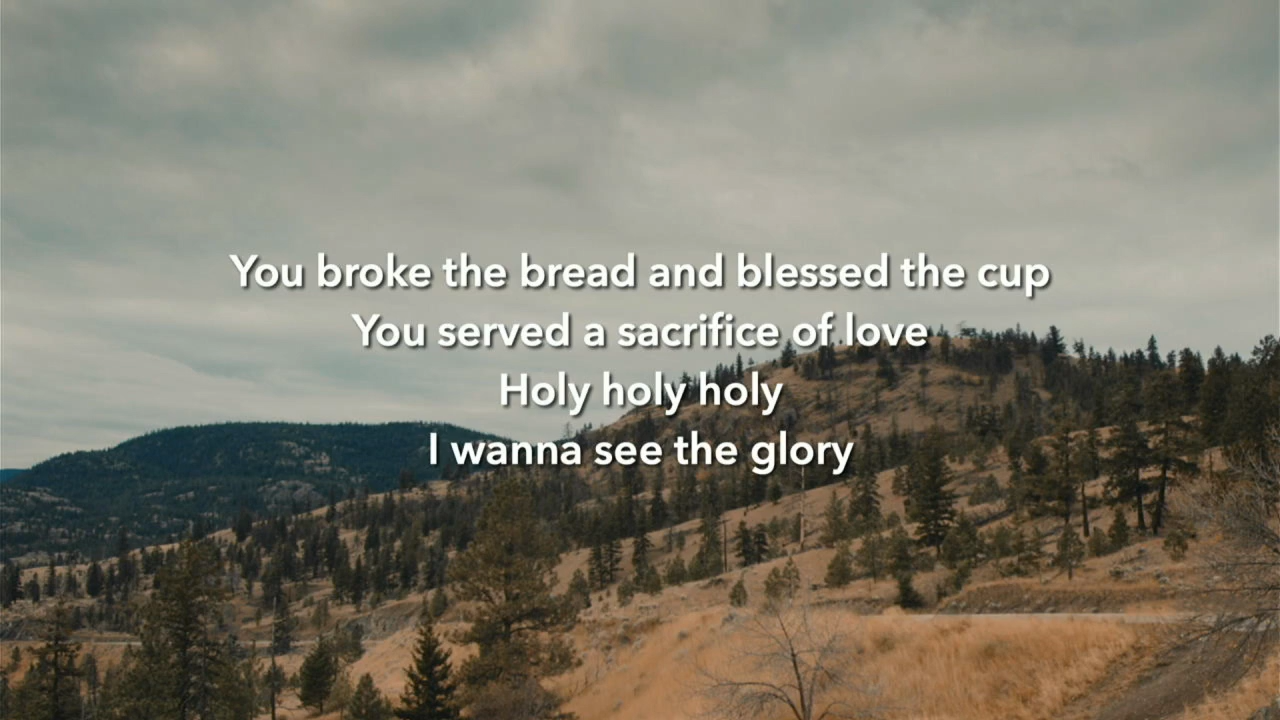 You broke the bread and blessed the cup
You served a sacrifice of love
Holy holy holy
I wanna see the glory